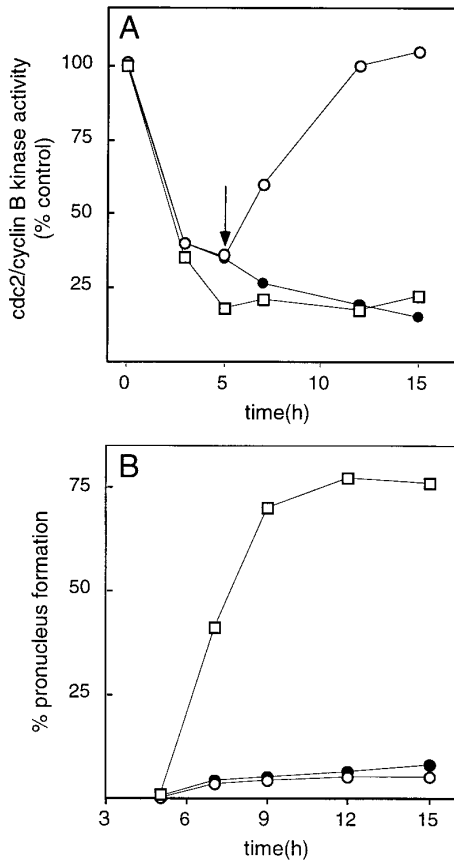 A
cdc2/cyclin B kinase activity
(% control)
100
75
50
25
0
5
10
15
time(h)
B
% pronucleus formation
75
50
25
3
6
9
12
15
time(h)